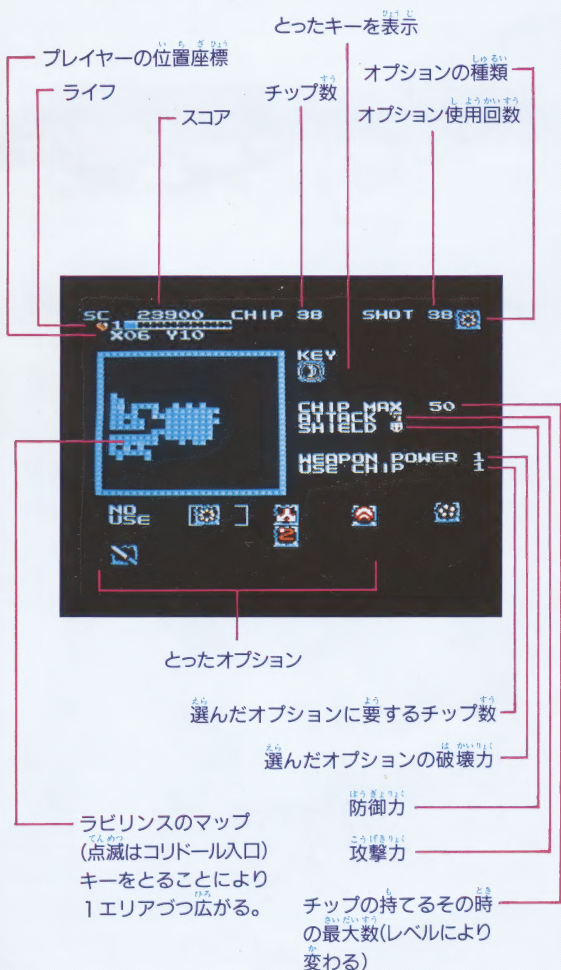 とったキーを表示
プレイヤーの位置座標
オプションの種類
ライフ
チップ数
オプション使用回数
スコア
SC 23900 CHIP 38 SHOT 38
1
X06 Y10
KEY
CHIP MAX 50
ATTACK
SHIELD
WEAPON POWER 1
USE CHIP 1
NO
USE
2
とったオプション
選んだオプションに要するチップ数
選んだオプションの破壊力
防御力
攻撃力
ラビリンスのマップ
(点滅はコリドール入口)
キーをとることにより
1エリアづつ広がる。
チップの持てるその時
の最大数(レベルにより
変わる)